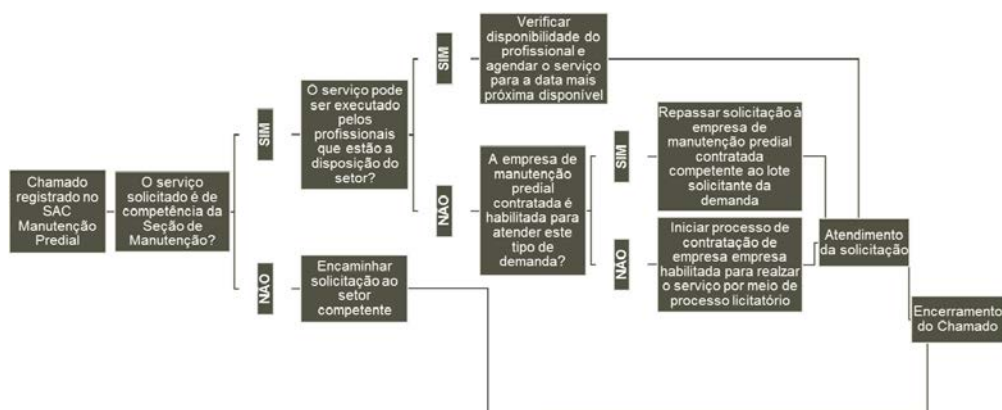 Chamado
registrado no
SAC
Manutenção
Predial
O serviço
solicitado é de
competência da
Seção de
Manutenção?
SIM
O serviço pode
ser executado
pelos
profissionais
que estão a
disposição do
setor?
SIM
Verificar
disponibilidade do
profissional e
agendar o serviço
para a data mais
próxima disponível
NÃO
A empresa de
manutenção
predial
contratada é
habilitada para
atender este
tipo de
demanda?
SIM
Repassar solicitação à
empresa de
manutenção predial
contratada
competente ao lote
solicitante da
demanda
NÃO
Iniciar processo de
contratação de
empresa empresa
habilitada para realzar
o serviço por meio de
processo licitatório
Atendimento
da solicitação
NÃO
Encaminhar
solicitação ao
setor
competente
Encerramento
do Chamado